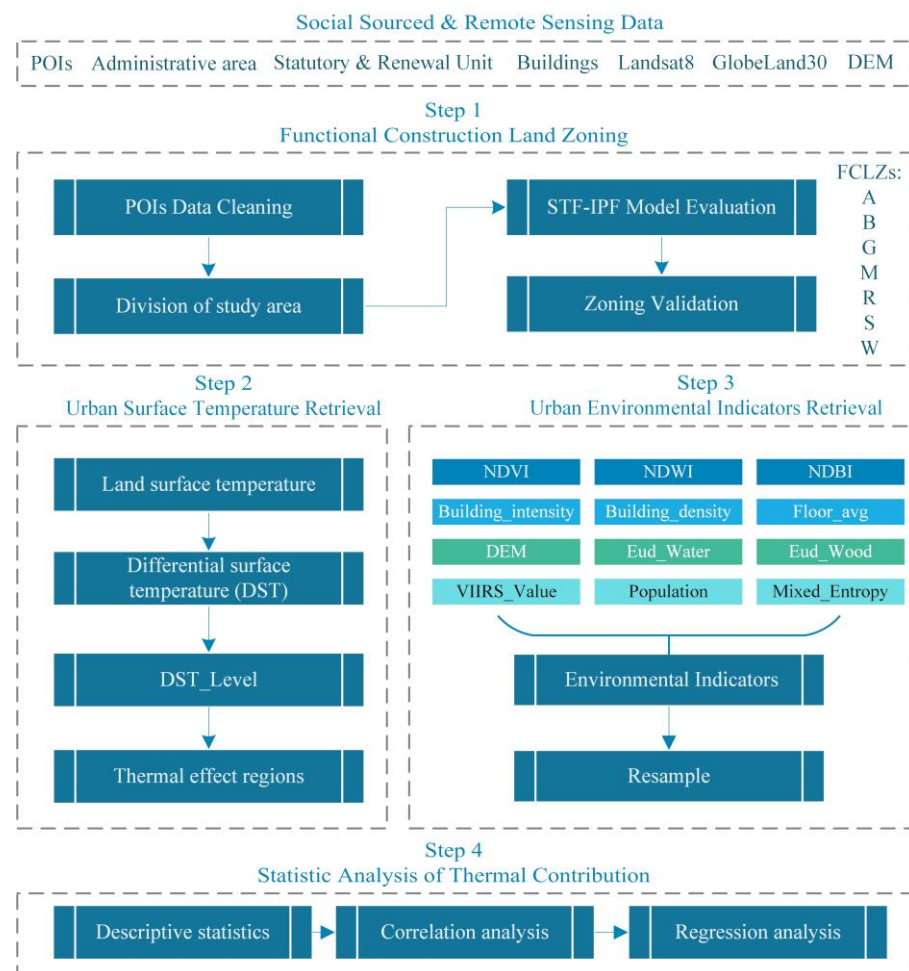 Social Sourced & Remote Sensing Data
POIs Administrative area Statutory & Renewal Unit Buildings Landsat8 GlobeLand30 DEM
Step 1
Functional Construction Land Zoning
POIs Data Cleaning
Division of study area
STF-IPF Model Evaluation
Zoning Validation
FCLZs:
A
B
G
M
R
S
W
Step 2
Urban Surface Temperature Retrieval
Land surface temperature
Differential surface
temperature (DST)
DST_Level
Thermal effect regions
Step 3
Urban Environmental Indicators Retrieval
NDVI NDWI NDBI
Building_intensity Building_density Floor_avg
DEM Eud_Water Eud_Wood
VIIRS_Value Population Mixed_Entropy
Environmental Indicators
Resample
Step 4
Statistic Analysis of Thermal Contribution
Descriptive statistics Correlation analysis Regression analysis